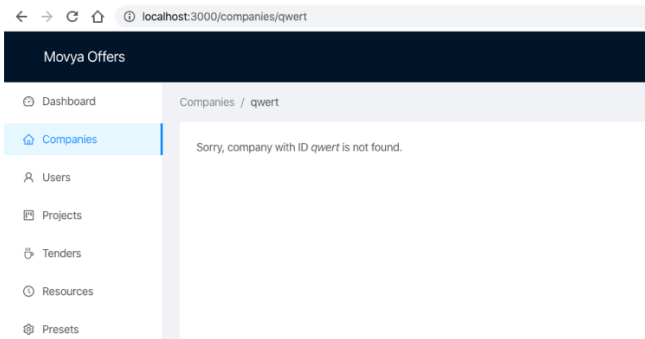 localhost:3000/companies/qwert
Movya Offers
Dashboard
Companies / qwert
Companies
Sorry, company with ID qwert is not found.
Users
Projects
Tenders
Resources
Presets